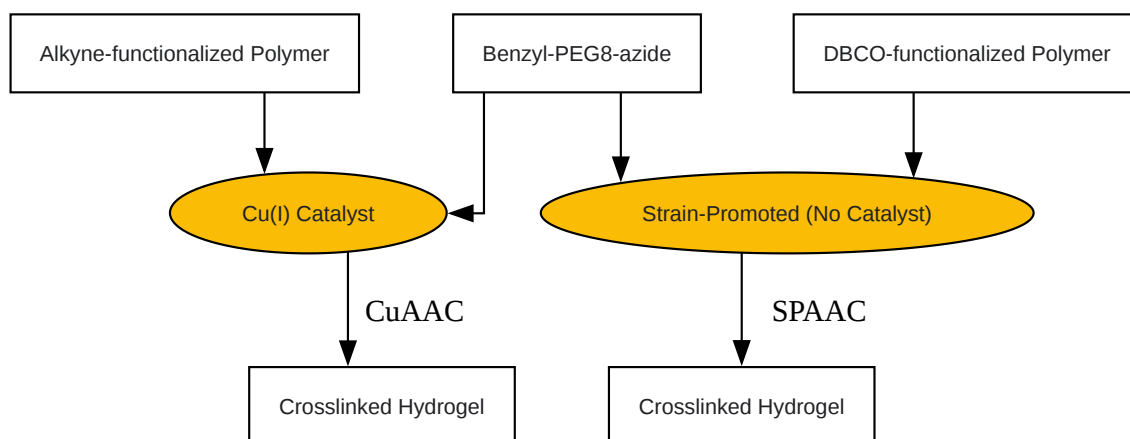 Alkyne-functionalized Polymer
Benzyl-PEG8-azide
DBCO-functionalized Polymer
Cu(I) Catalyst
Strain-Promoted (No Catalyst)
CuAAC
SPAAC
Crosslinked Hydrogel
Crosslinked Hydrogel